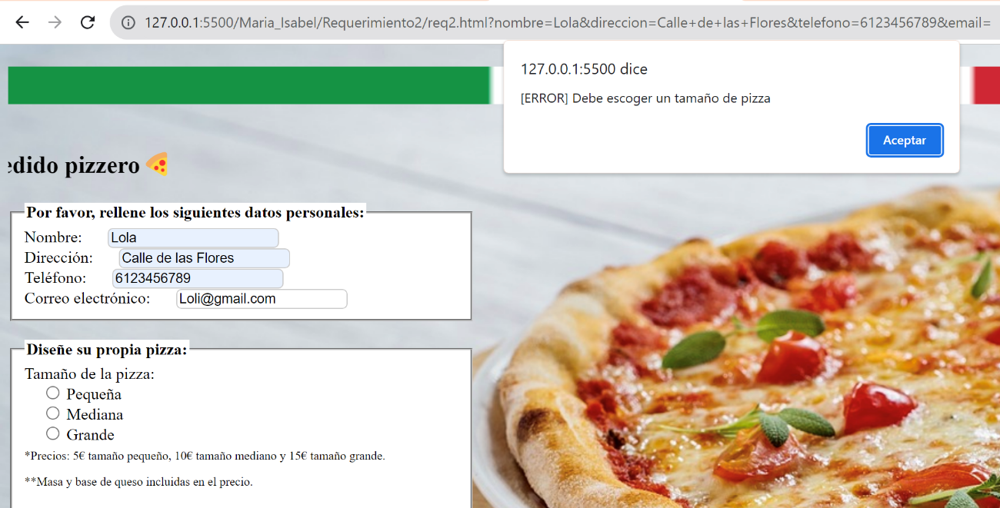 127.0.0.1:5500/Maria_Isabel/Requerimiento2/req2.html?nombre=Lola&direccion=Calle+de+las+Flores&telefono=6123456789&email=
127.0.0.1:5500 dice
[ERROR] Debe escoger un tamaño de pizza
Aceptar
edido pizzero 🍕
Por favor, rellene los siguientes datos personales:
Nombre: Lola
Dirección: Calle de las Flores
Teléfono: 6123456789
Correo electrónico: Loli@gmail.com
Diseñe su propia pizza:
Tamaño de la pizza:
Pequeña
Mediana
Grande
*Precios: 5€ tamaño pequeño, 10€ tamaño mediano y 15€ tamaño grande.
**Masa y base de queso incluidas en el precio.